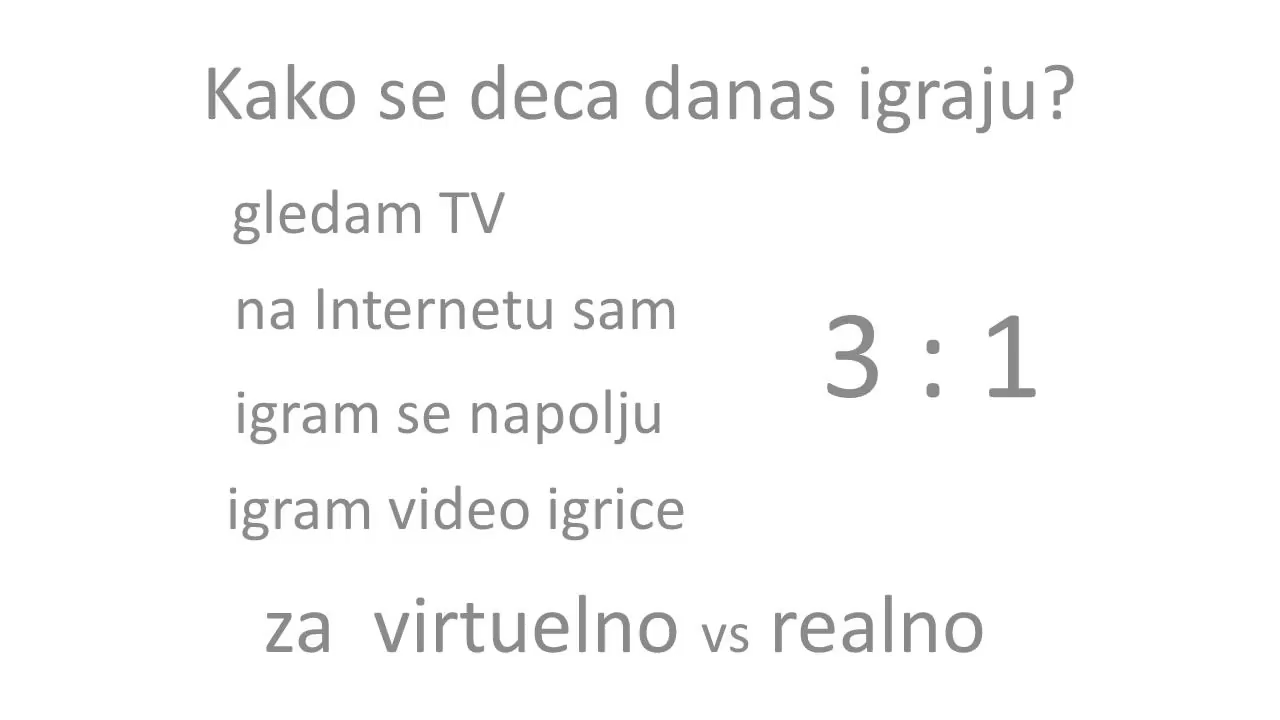 Kako se deca danas igraju?
gledam TV
na Internetu sam
3 : 1
igram se napolju
igram video igrice
za virtuelno vs realno